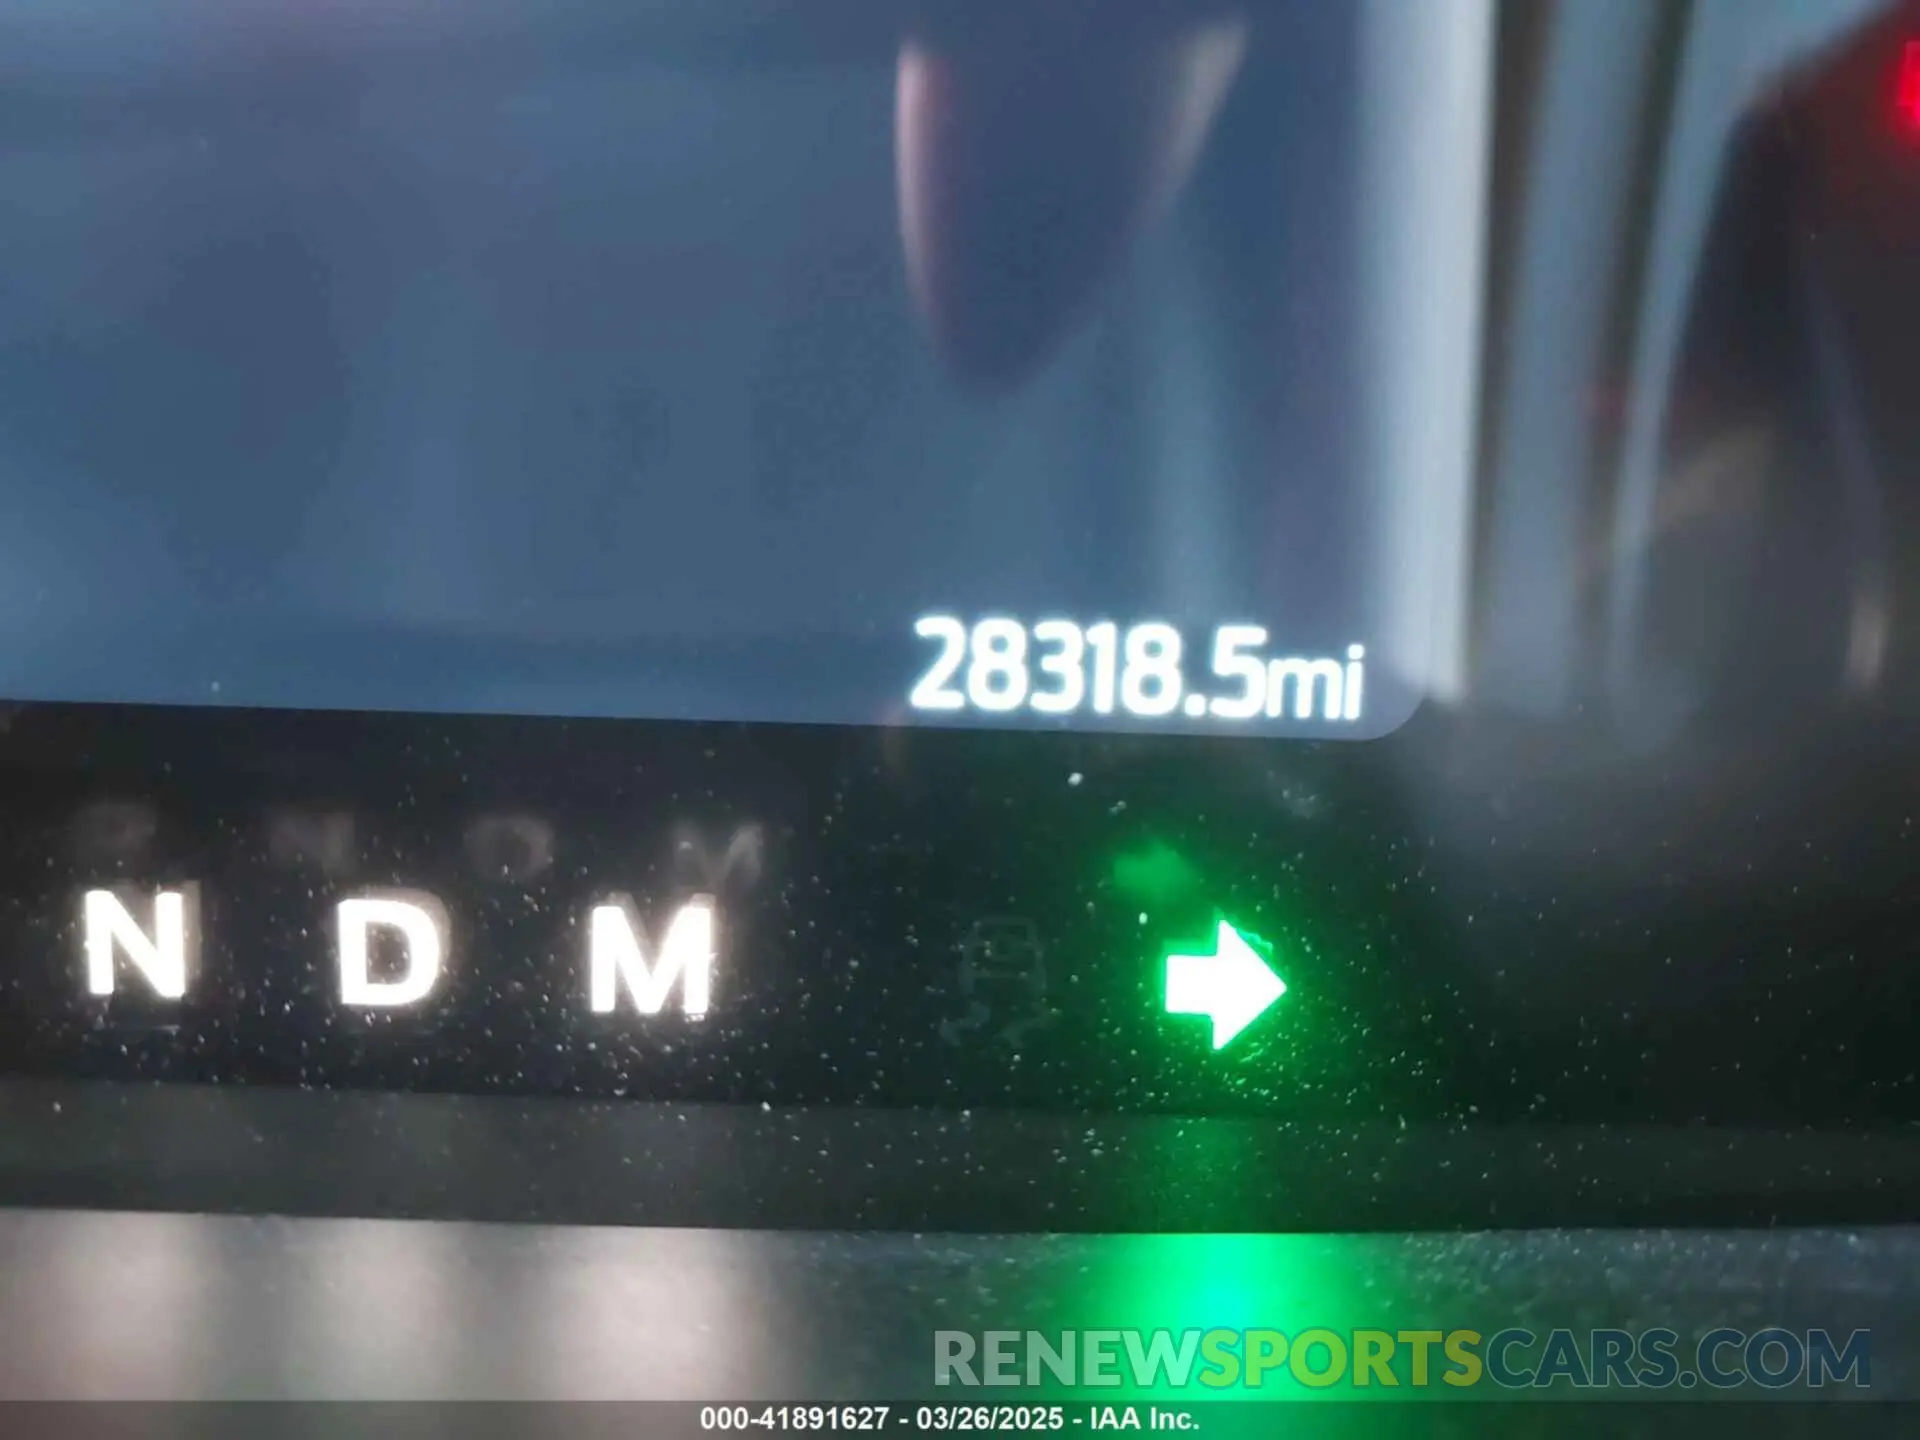 28318.5mi
N D M
RENEWSPORTSCARS.COM
000-41891627 - 03/26/2025 - IAA Inc.